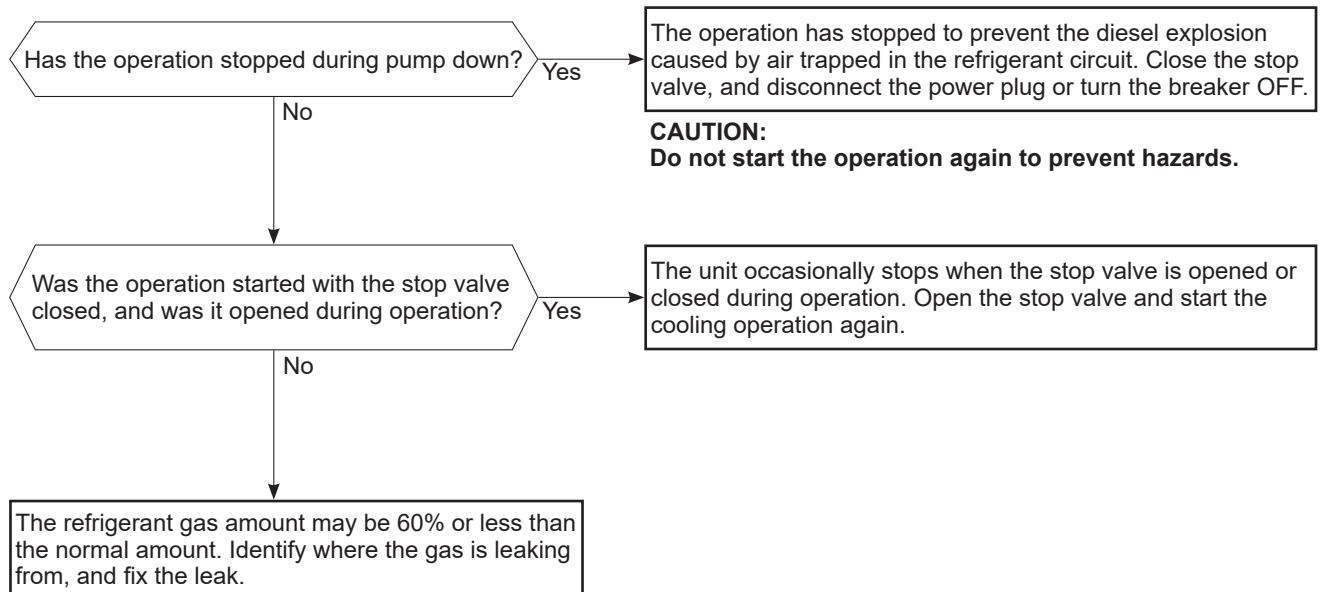 Has the operation stopped during pump down?
Yes
The operation has stopped to prevent the diesel explosion
caused by air trapped in the refrigerant circuit. Close the stop
valve, and disconnect the power plug or turn the breaker OFF.
CAUTION:
Do not start the operation again to prevent hazards.
No
Was the operation started with the stop valve
closed, and was it opened during operation?
Yes
The unit occasionally stops when the stop valve is opened or
closed during operation. Open the stop valve and start the
cooling operation again.
No
The refrigerant gas amount may be 60% or less than
the normal amount. Identify where the gas is leaking
from, and fix the leak.